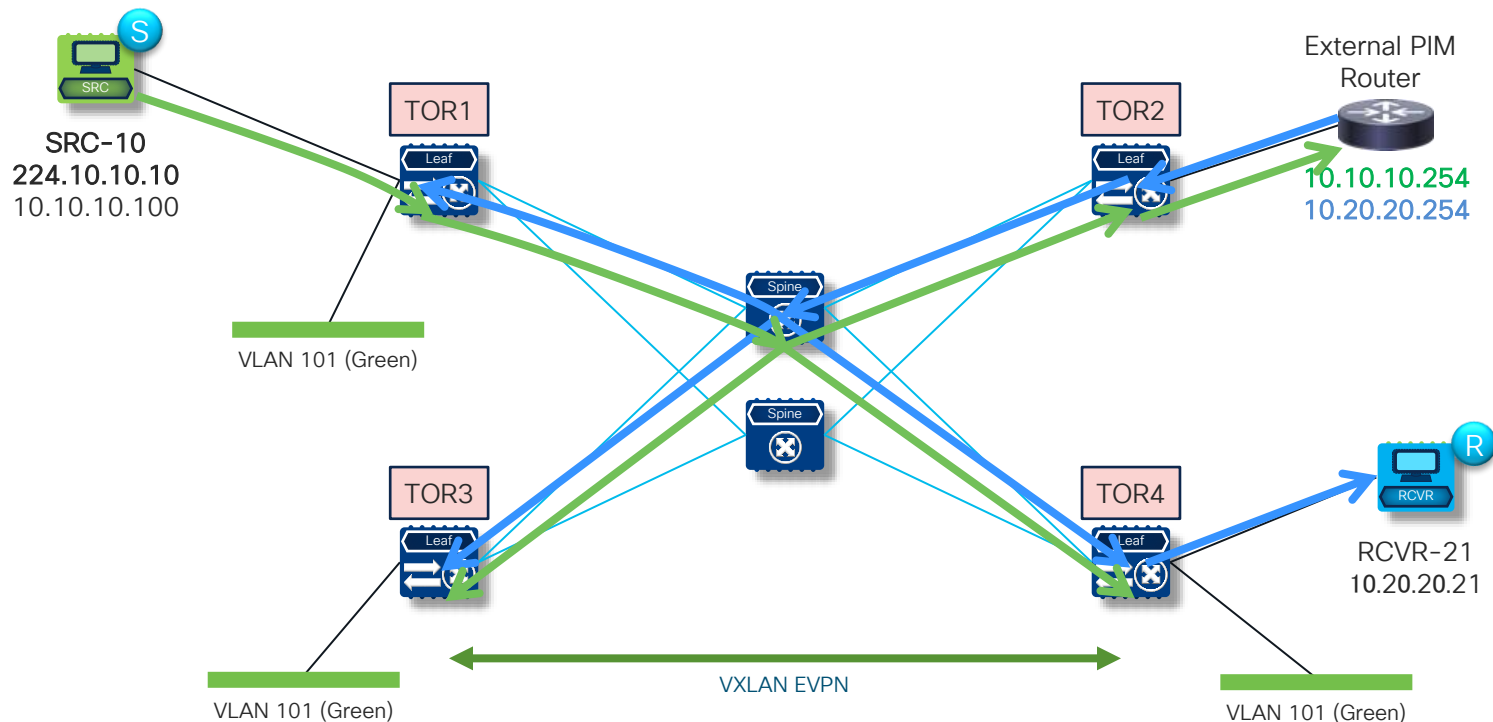 S
SRC
SRC-10
224.10.10.10
10.10.10.100
TOR1
Leaf
VLAN 101 (Green)
TOR2
Leaf
External PIM
Router
10.10.10.254
10.20.20.254
Spine
Spine
TOR3
Leaf
VLAN 101 (Green)
TOR4
Leaf
R
RCVR
RCVR-21
10.20.20.21
VXLAN EVPN
VLAN 101 (Green)